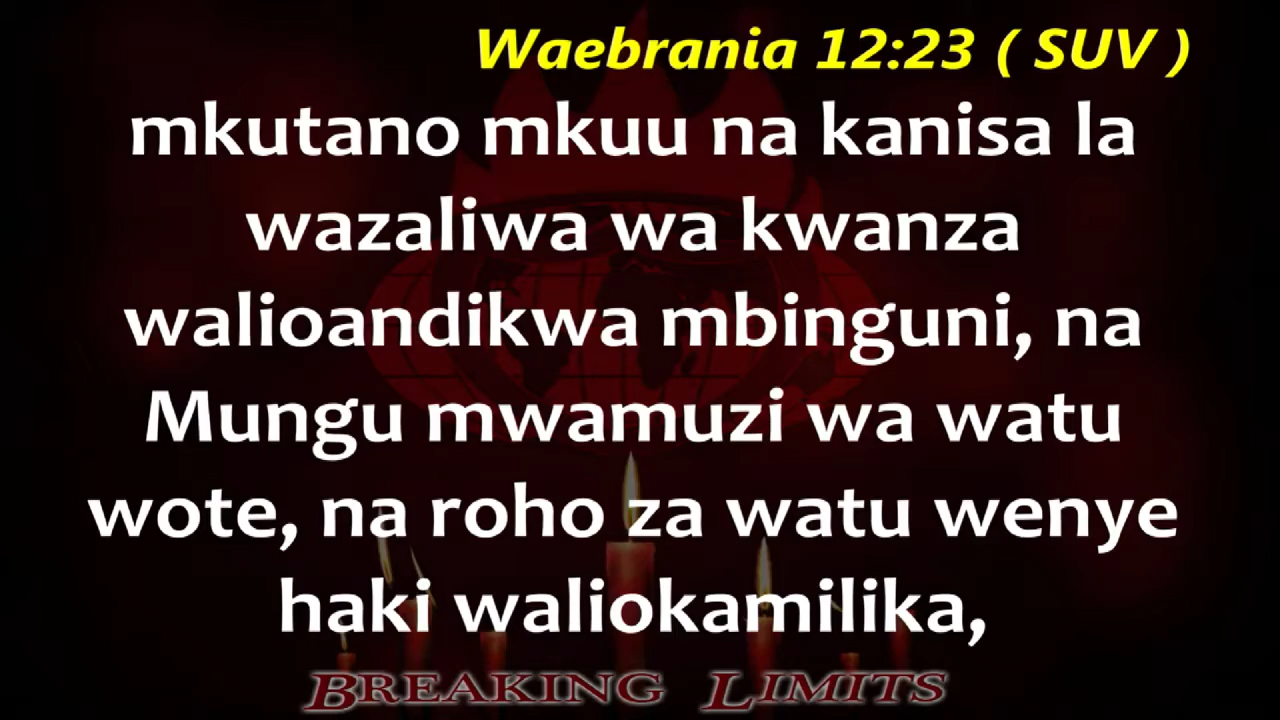 Waebrania 12:23 ( SUV )
mkutano mkuu na kanisa la
wazaliwa wa kwanza
walioandikwa mbinguni, na
Mungu mwamuzi wa watu
wote, na roho za watu wenye
haki waliokamilika,
BREAKING LIMITS